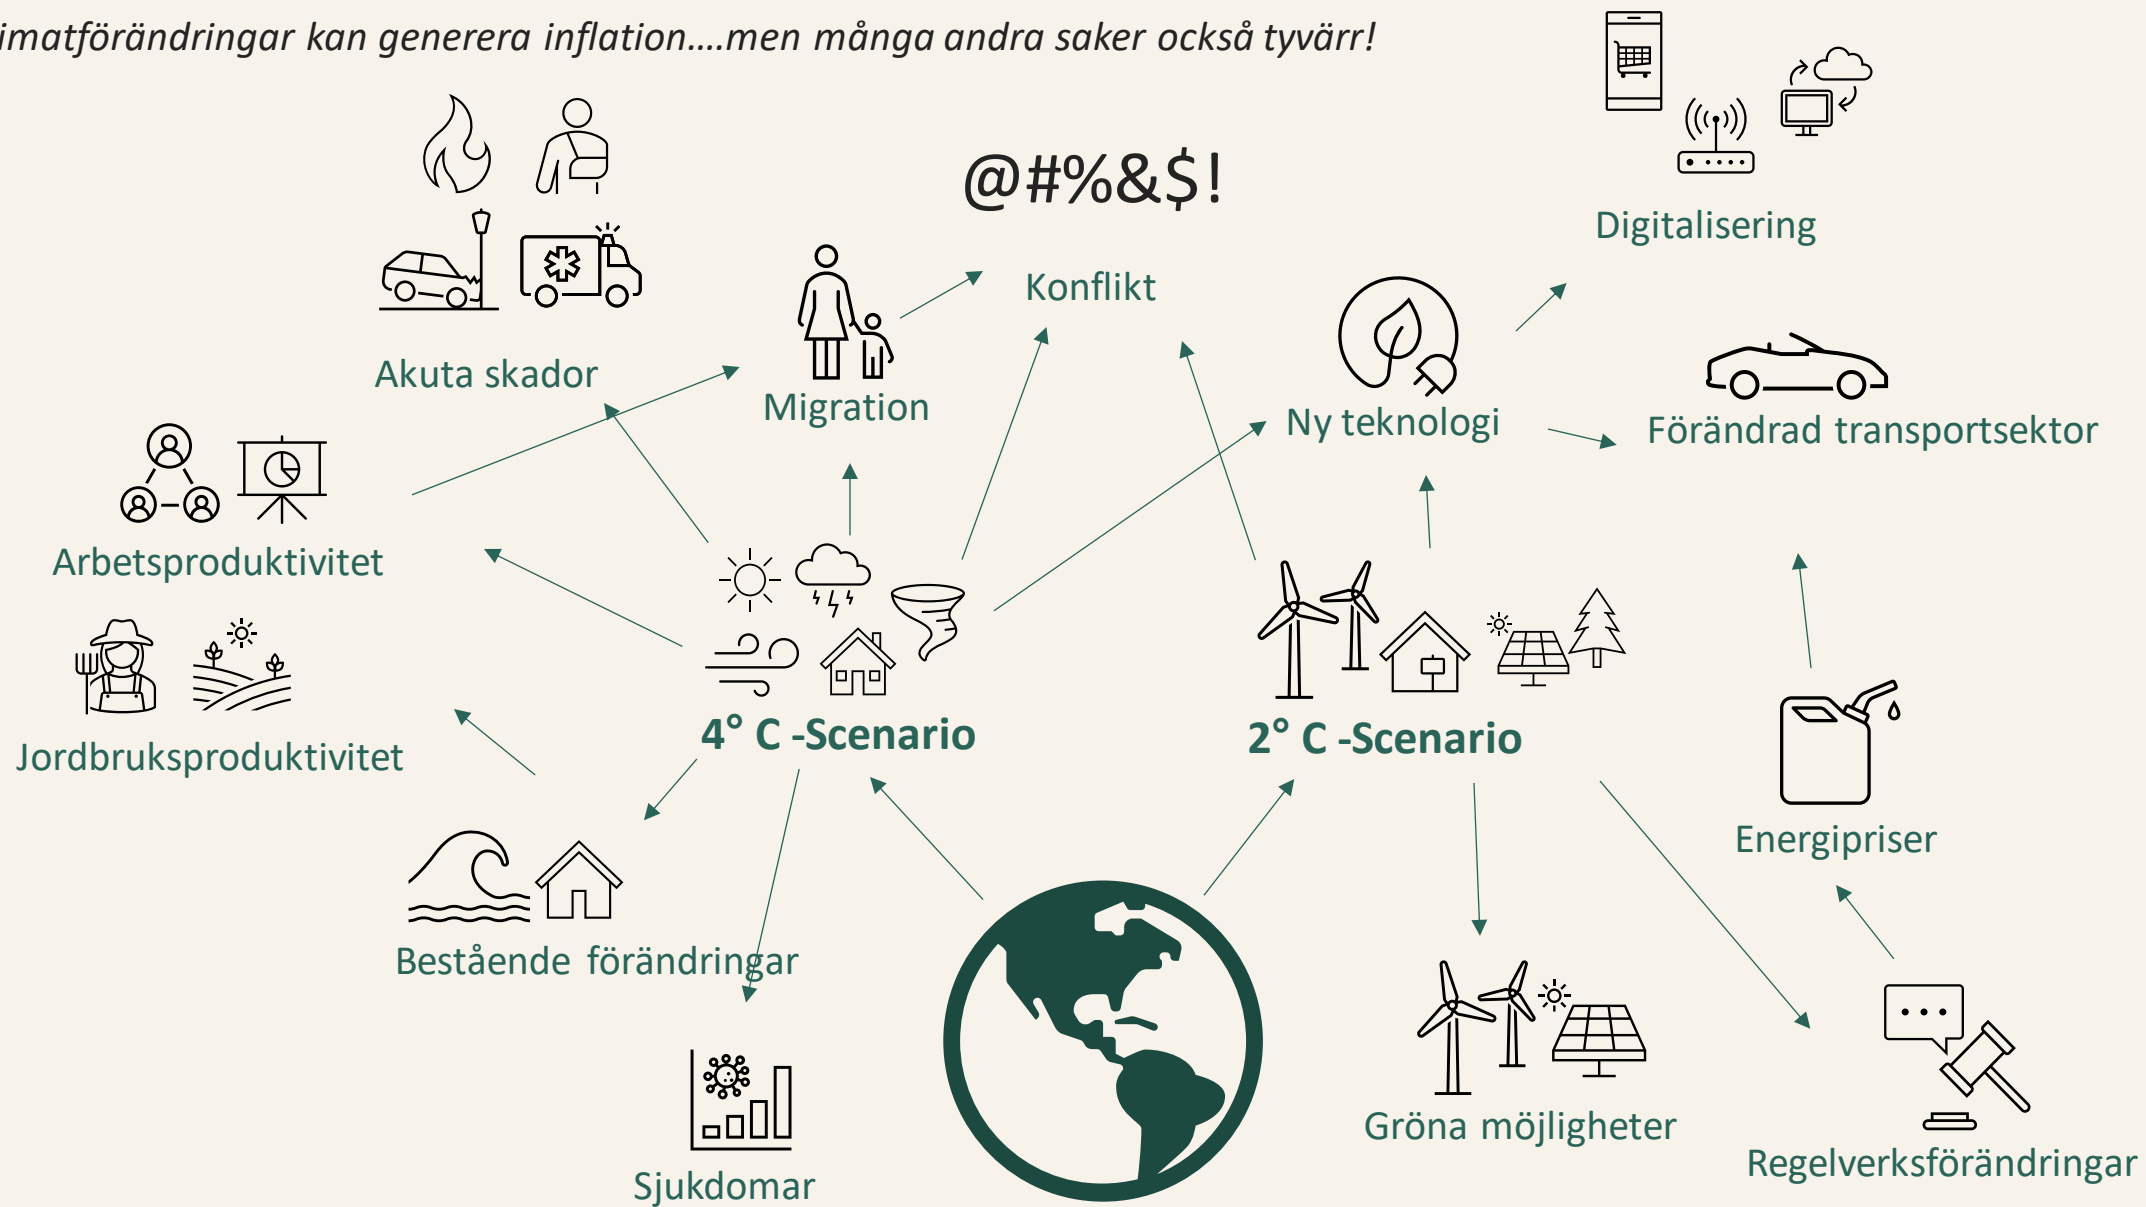 imatförändringar kan generera inflation....men många andra saker också tyvärr!
@#%&$!
Digitalisering
Konflikt
Akuta skador
Migration
Ny teknologi
Förändrad transportsektor
Arbetsproduktivitet
4° C -Scenario
2° C -Scenario
Jordbruksproduktivitet
Energipriser
Bestående förändringar
Gröna möjligheter
Regelverksförändringar
Sjukdomar